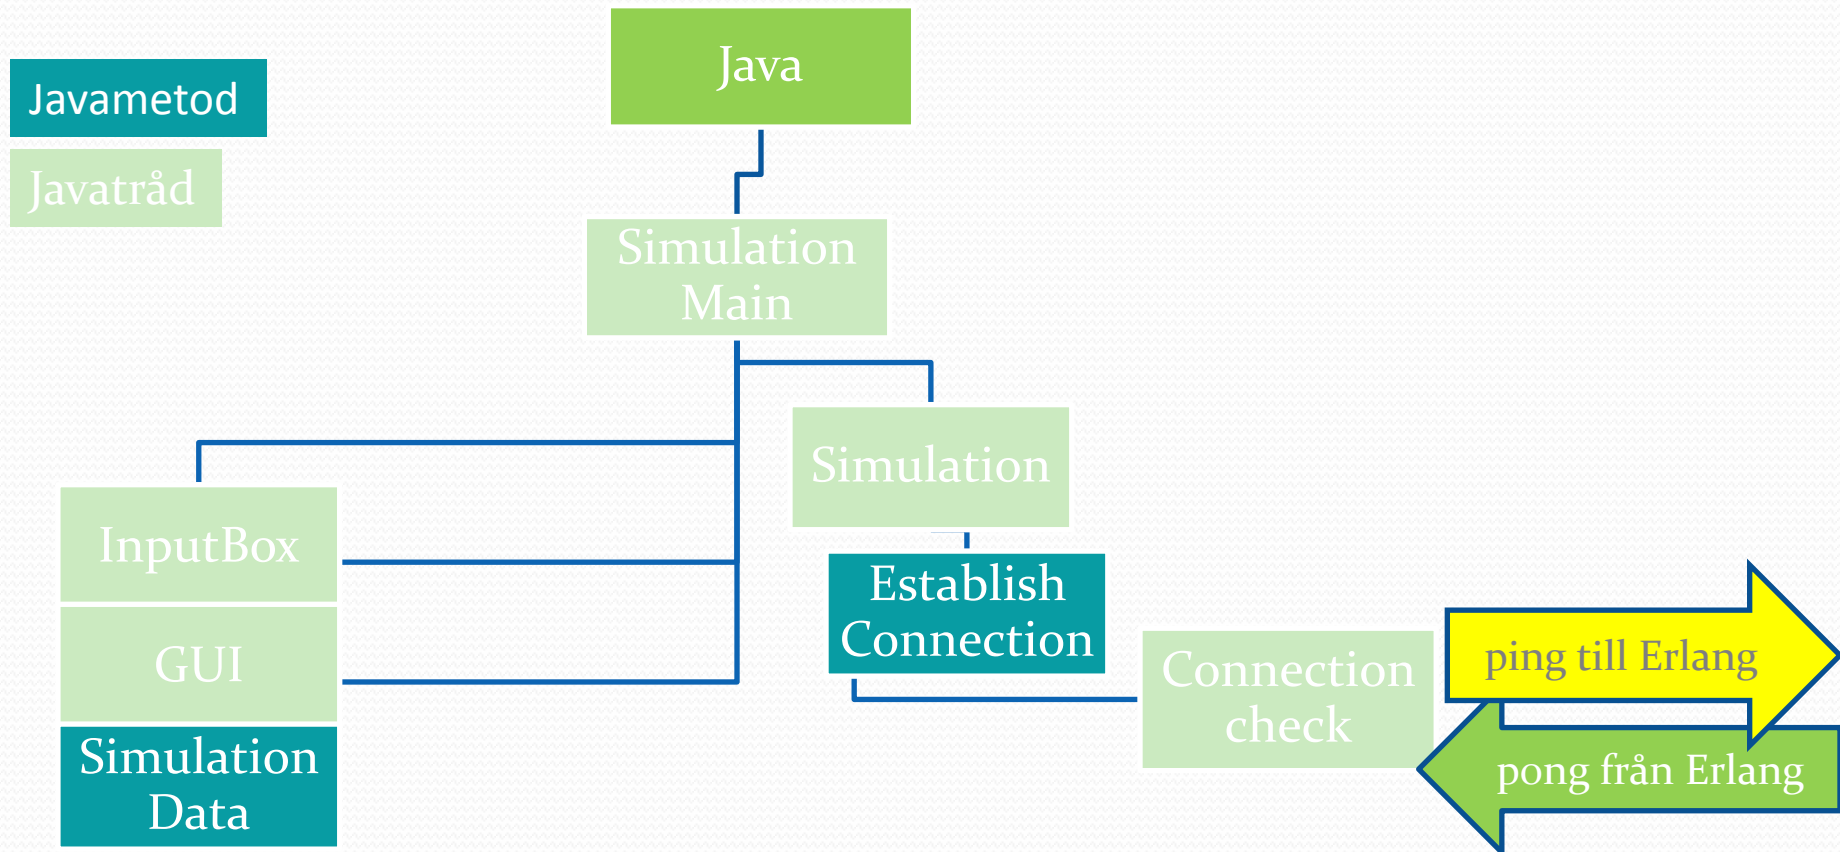 Java
Javametod
Javatråd
Simulation
Main
Simulation
InputBox
Establish
Connection
GUI
Connection
check
ping till Erlang
Simulation
Data
pong från Erlang